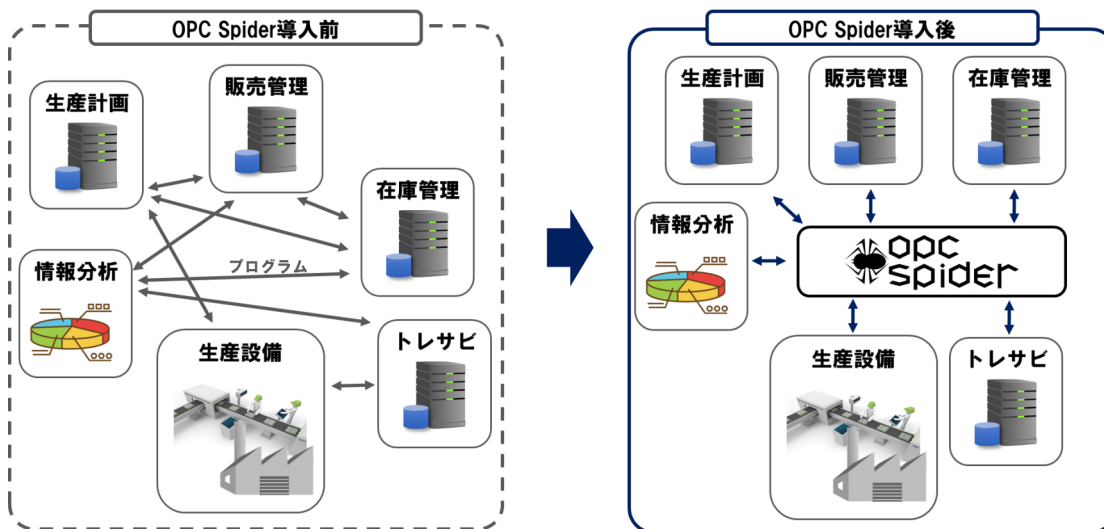 OPC Spider導入前
生産計画
販売管理
在庫管理
情報分析
プログラム
生産設備
トレサビ
OPC Spider導入後
生産計画
販売管理
在庫管理
情報分析
opc
spider
生産設備
トレサビ